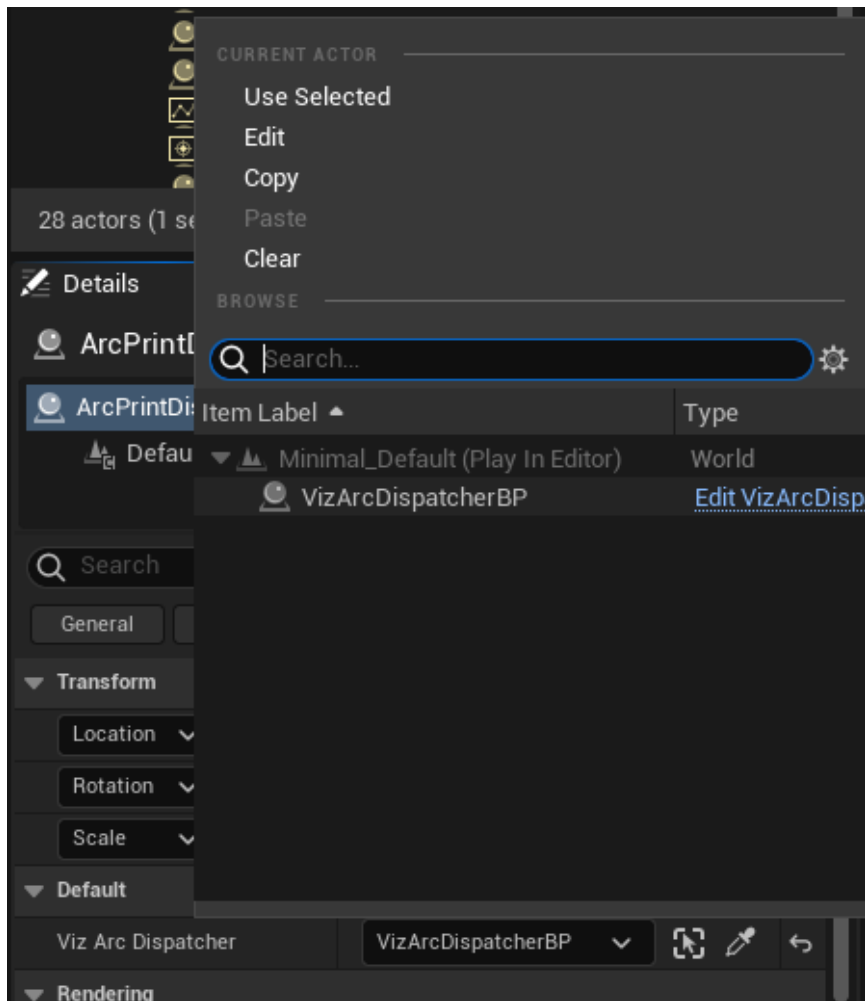 CURRENT ACTOR
Use Selected
Edit
Copy
Paste
Clear
BROWSE
Search...
Item Label Type
Minimal_Default (Play In Editor) World
VizArcDispatcherBP Edit VizArcDisp
28 actors (1 se
Details
ArcPrintD
ArcPrintDis
Defau
Search
General
Transform
Location
Rotation
Scale
Default
Viz Arc Dispatcher VizArcDispatcherBP
Rendering